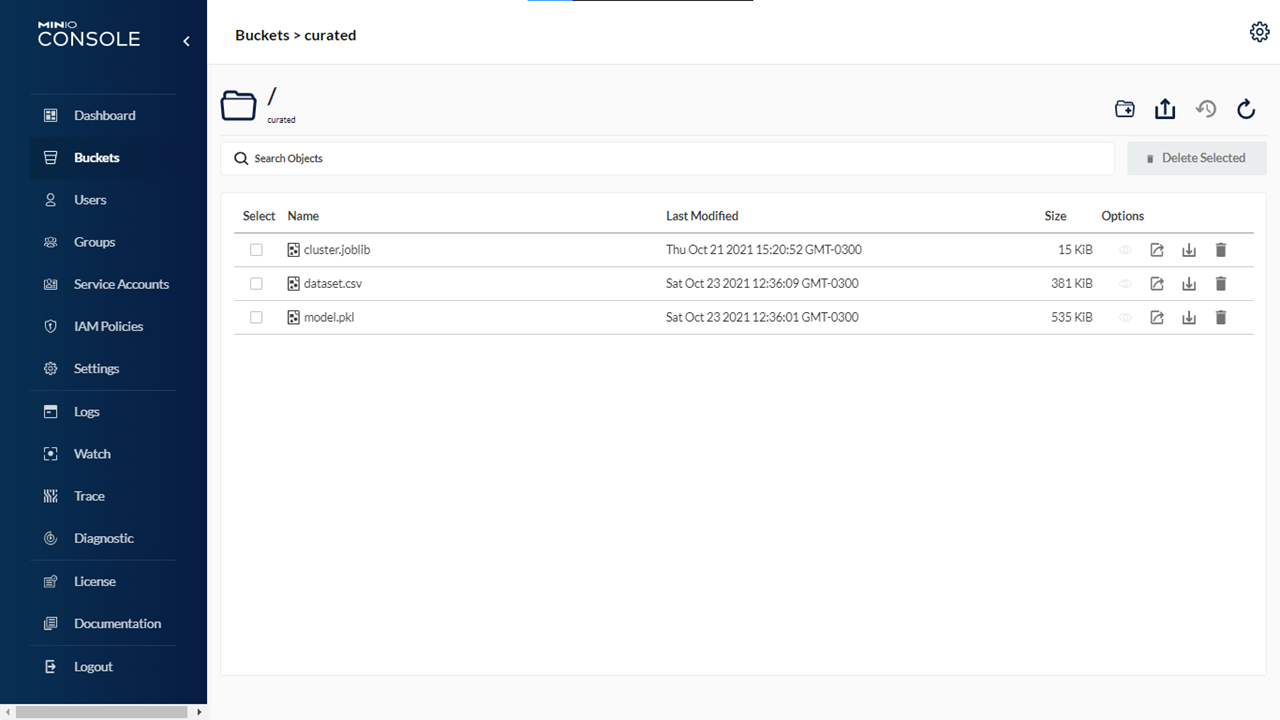 MINIO
CONSOLE
Buckets > curated
/
curated
Dashboard
Buckets
Users
Groups
Service Accounts
IAM Policies
Settings
Logs
Watch
Trace
Diagnostic
License
Documentation
Logout
Search Objects
Delete Selected
Select Name Last Modified Size Options
cluster.joblib Thu Oct 21 2021 15:20:52 GMT-0300 15 KiB
dataset.csv Sat Oct 23 2021 12:36:09 GMT-0300 381 KiB
model.pkl Sat Oct 23 2021 12:36:01 GMT-0300 535 KiB